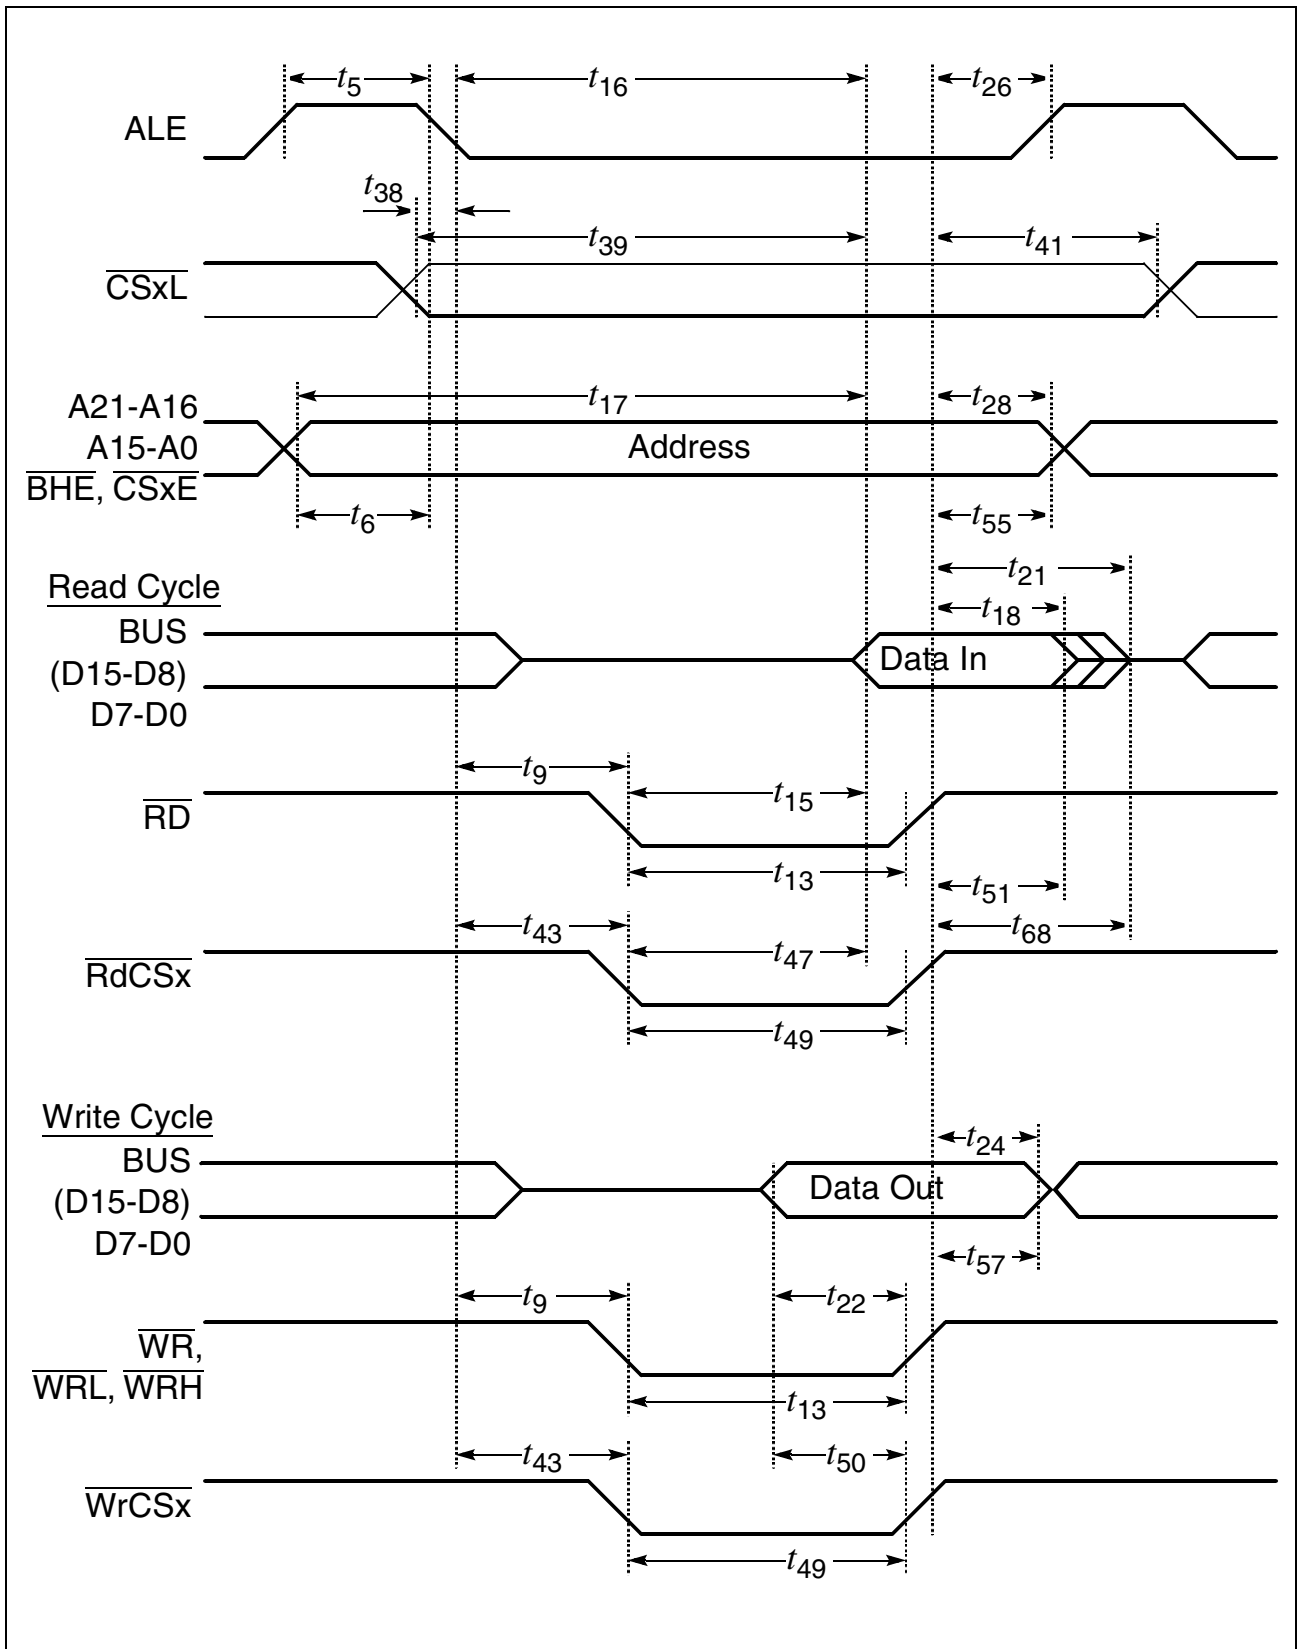 t5 t16 t26
ALE
t38
t39 t41
CSxL
t17 t28
A21-A16
A15-A0 Address
BHE, CSxE
t6 t55
t21
Read Cycle
t18
BUS
(D15-D8) Data In
D7-D0
t9
t15
RD
t13 t51
t43 t68
t47
RdCSx
t49
Write Cycle
t24
BUS
(D15-D8) Data Out
D7-D0
t57
t9 t22
WR,
WRL, WRH
t13
t43 t50
WrCSx
t49